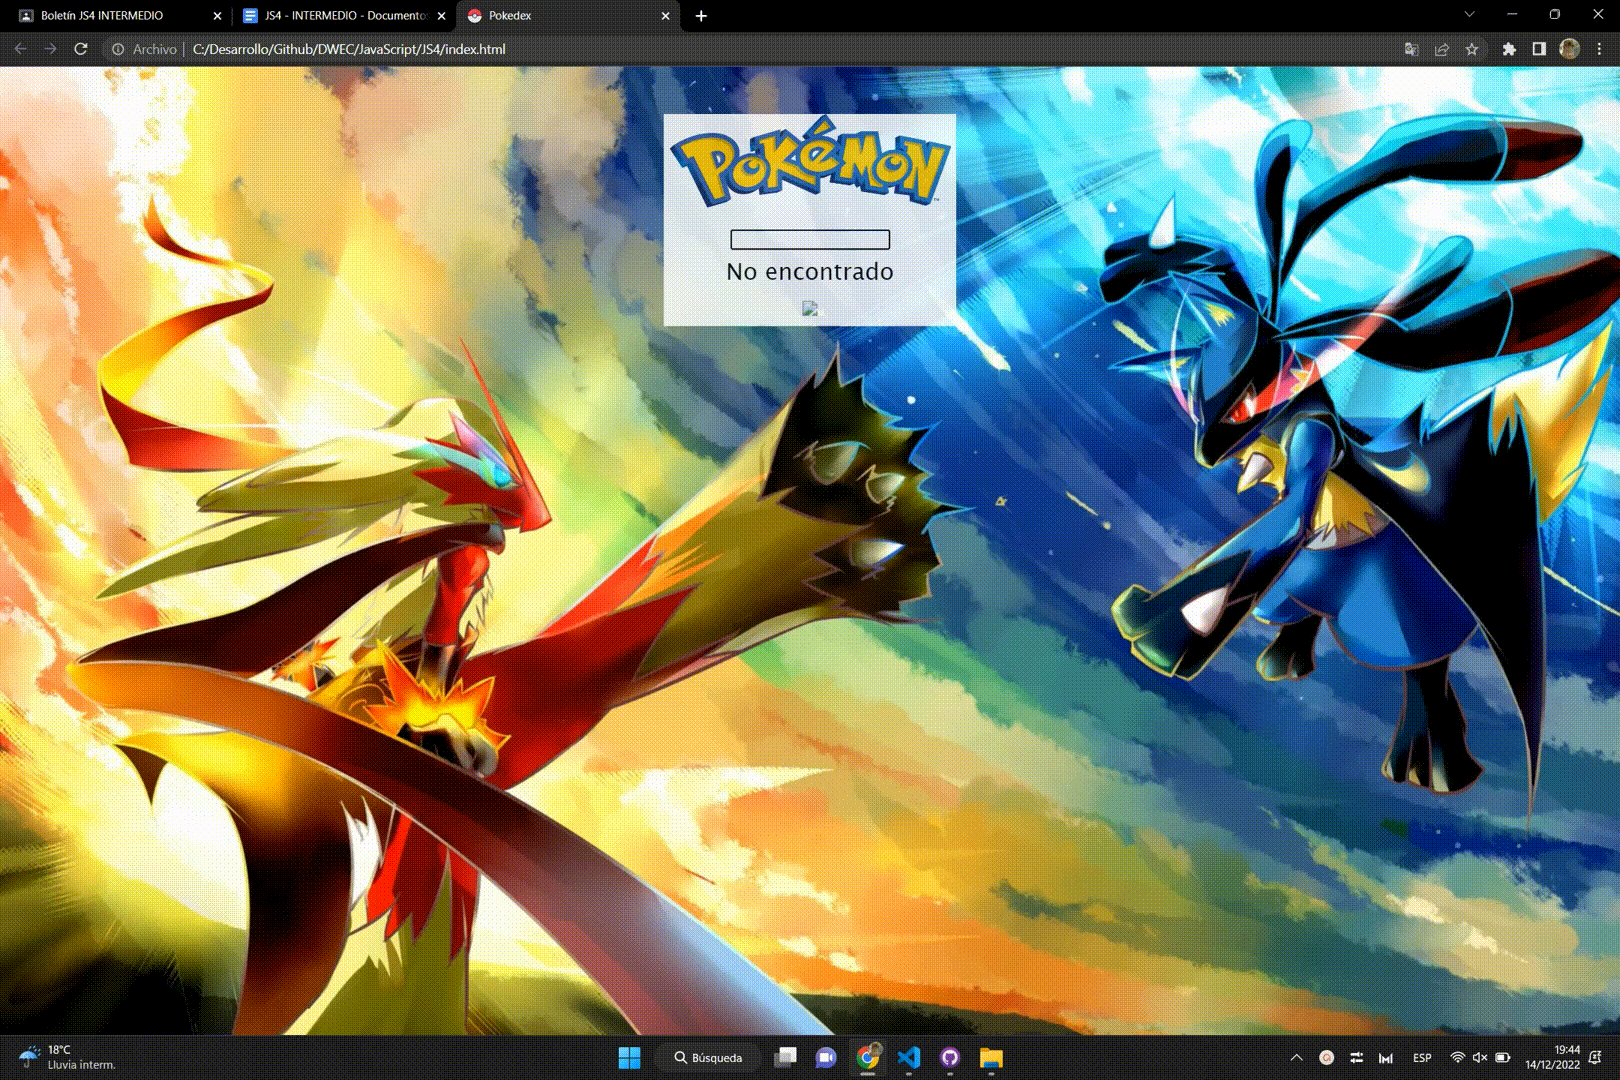 Boletín JS4 INTERMEDIO
JS4 - INTERMEDIO - Documento
Pokedex
Archivo | C:/Desarrollo/Github/DWEC/JavaScript/JS4/index.html
POKéMON
No encontrado
18°C
Lluvia interm.
Búsqueda
ESP
19:44
14/12/2022